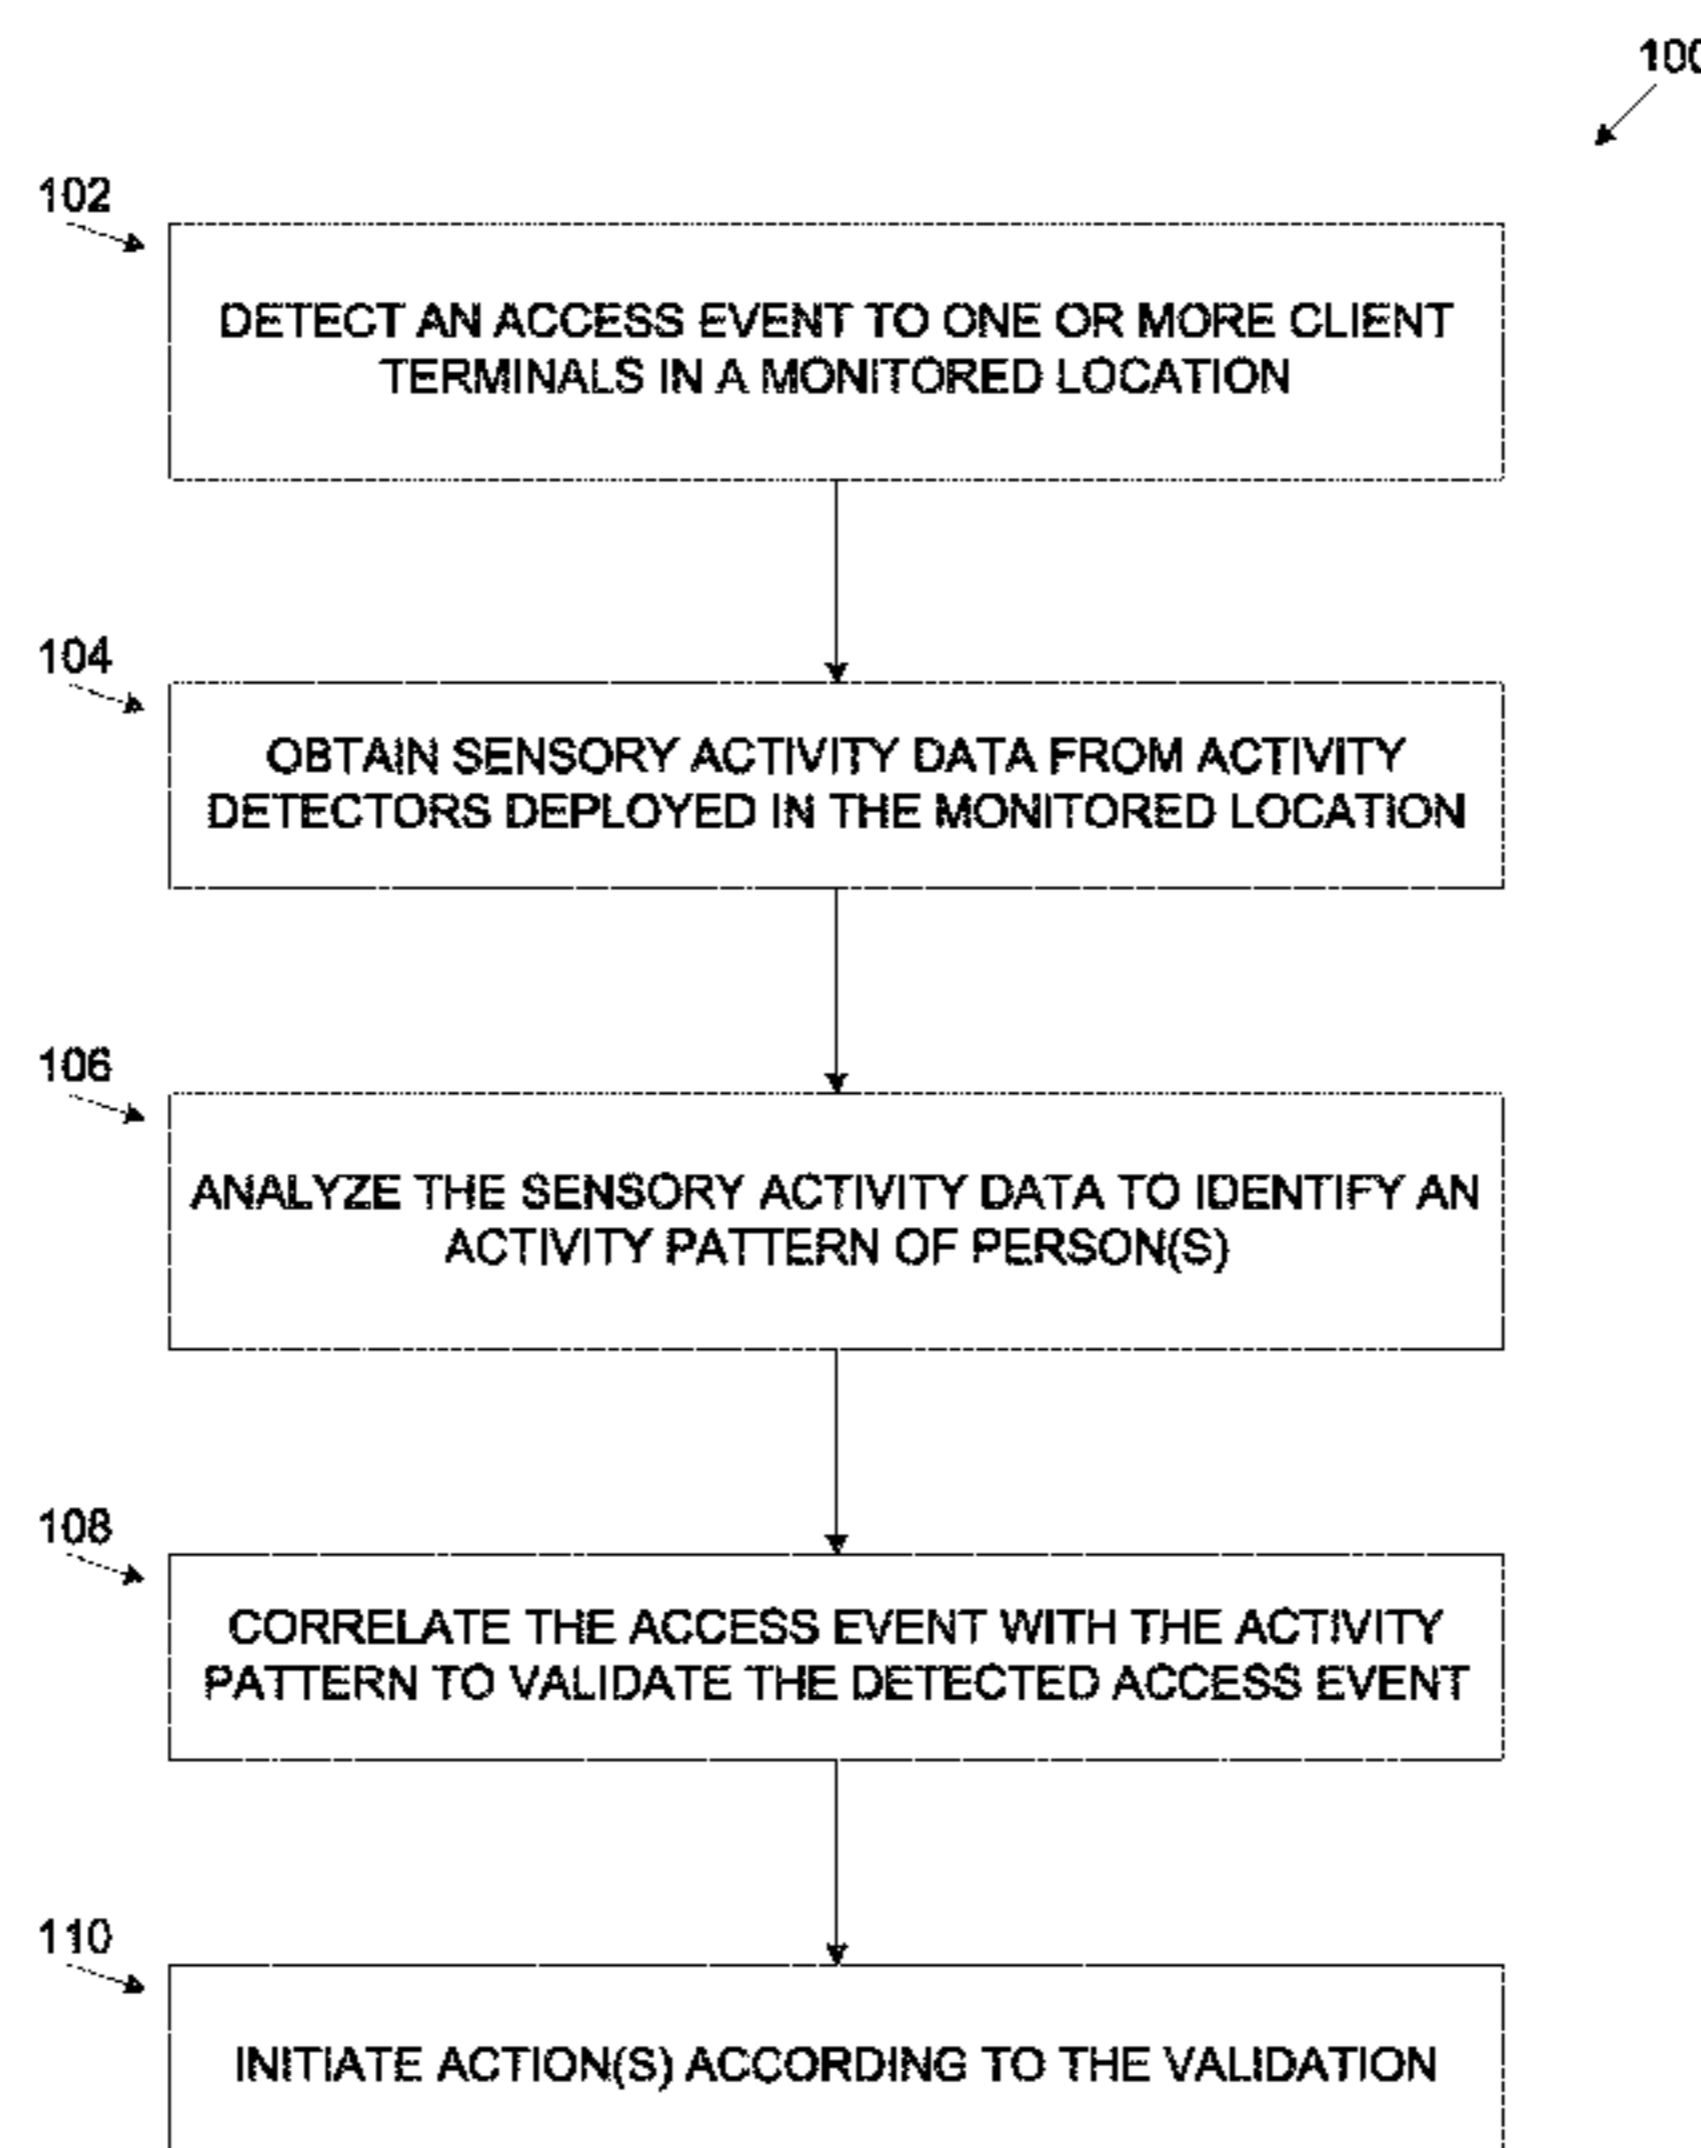 100
102
DETECT AN ACCESS EVENT TO ONE OR MORE CLIENT
TERMINALS IN A MONITORED LOCATION
104
OBTAIN SENSORY ACTIVITY DATA FROM ACTIVITY
DETECTORS DEPLOYED IN THE MONITORED LOCATION
106
ANALYZE THE SENSORY ACTIVITY DATA TO IDENTIFY AN
ACTIVITY PATTERN OF PERSON(S)
108
CORRELATE THE ACCESS EVENT WITH THE ACTIVITY
PATTERN TO VALIDATE THE DETECTED ACCESS EVENT
110
INITIATE ACTION(S) ACCORDING TO THE VALIDATION